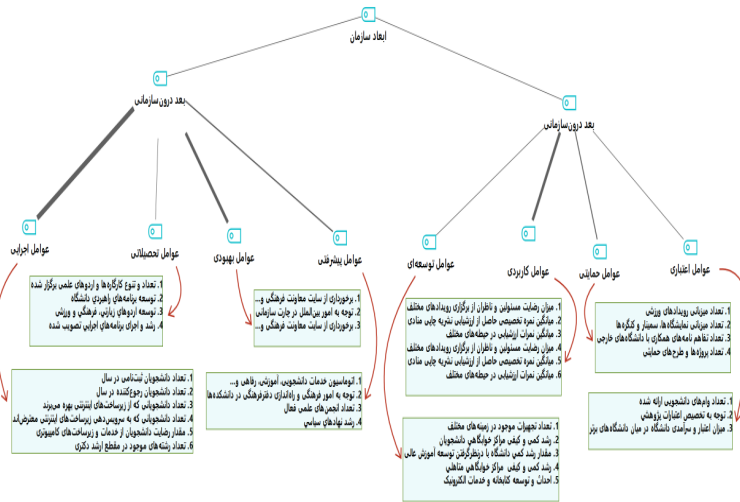 ابعاد سازمان
بعد درون‌سازمانی
بعد درون‌سازمانی
عوامل اجرایی
عوامل تحصیلاتی
عوامل بهبودی
عوامل پیشرفتی
عوامل توسعه‌ای
عوامل کاربردی
عوامل حمایتی
عوامل اعتباری
1. تعداد و تنوع کارگاره‌ها و اردوهای علمی برگزار شده
2. توسعه برنامه‌های راهبردی دانشگاه
3. توسعه اردوهای زیارتی، فرهنگی و ورزشی
4. رشد و اجرای برنامه‌های اجرایی تصویب شده
1. تعداد دانشجویان ثبت‌نامی در سال
2. تعداد دانشجویان رجوع‌کننده در سال
3. تعداد دانشجویانی که از زیرساخت‌های اینترنتی بهره می‌برند
4. تعداد دانشجویانی که به سرویس‌دهی زیرساخت‌های اینترنتی معترض‌اند
5. مقدار رضایت دانشجویان از خدمات و زیرساخت‌های کامپیوتری
6. تعداد رشته‌های موجود در مقطع ارشد دکتری
1. برخورداری از سایت معاونت فرهنگی و...
2. توجه به امور بین‌الملل در چارت سازمانی
3. برخورداری از سایت معاونت فرهنگی و...
1. اتوماسیون خدمات دانشجویی آموزشی، رفاهی و...
2. توجه به امور فرهنگی و راه‌اندازی دفترفرهنگی در دانشکده‌ها
3. تعداد انجمن‌های علمی فعال
4. رشد نهادهای سیاسی
1. میزان رضایت مسئولین و ناظران از برگزاری رویدادهای مختلف
2. میانگین نمره تخصیصی حاصل از ارزشیابی نشریه چاپی منادی
3. میانگین نمرات ارزشیابی در حیطه‌های مختلف
4. میزان رضایت مسئولین و ناظران از برگزاری رویدادهای مختلف
5. میانگین نمره تخصیصی حاصل از ارزشیابی نشریه چاپی منادی
6. میانگین نمرات ارزشیابی در حیطه‌های مختلف
1. تعداد تجهیزات موجود در زمینه‌های مختلف
2. رشد کمی و کیفی مراکز خوابگاهی دانشجویان
3. مقدار رشد کمی دانشگاه با درنظرگرفتن توسعه آموزش عالی
4. رشد کمی و کیفی مراکز خوابگاهی متاهلی
5. احداث و توسعه کتابخانه و خدمات الکترونیک
1. تعداد میزبانی رویدادهای ورزشی
2. تعداد میزبانی نمایشگاه‌ها، سمینار و کنگره‌ها
3. تعداد تفاهم نامه‌های همکاری با دانشگاه‌های خارجی
4. تعداد پروژه‌ها و طرح‌های حمایتی
1. تعداد وام‌های دانشجویی ارائه شده
2. توجه به تخصیص اعتبارات پژوهشی
3. میزان اعتبار و سرآمدی دانشگاه در میان دانشگاه‌های برتر